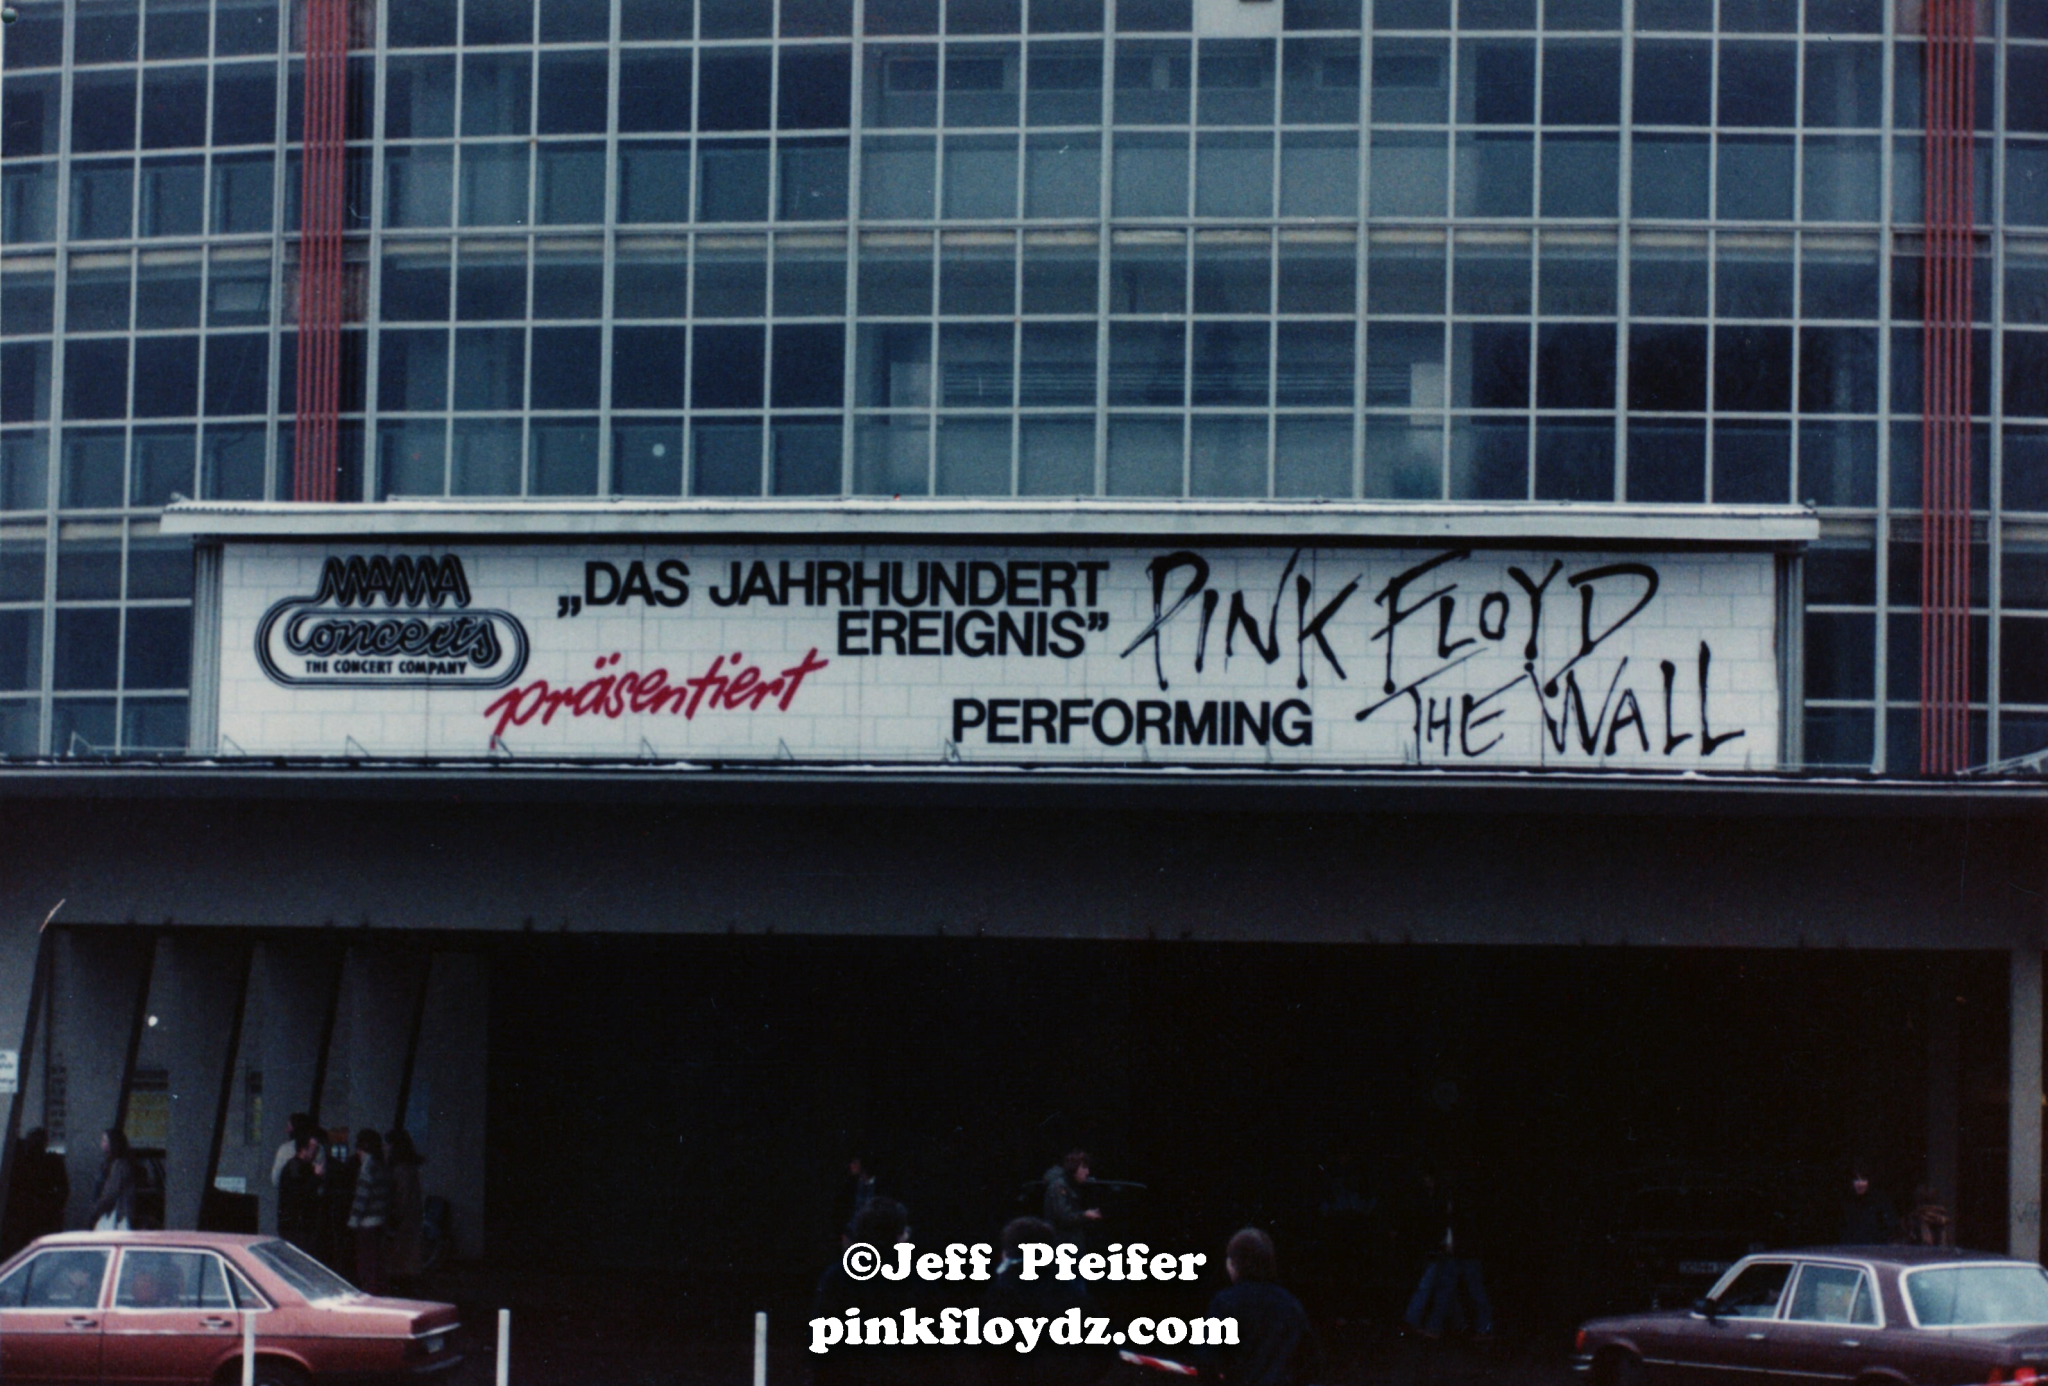 MAMA
Concerts
THE CONCERT COMPANY
präsentiert
„DAS JAHRHUNDERT
EREIGNIS”
PINK FLOYD
PERFORMING THE WALL
©Jeff Pfeifer
pinkfloydz.com